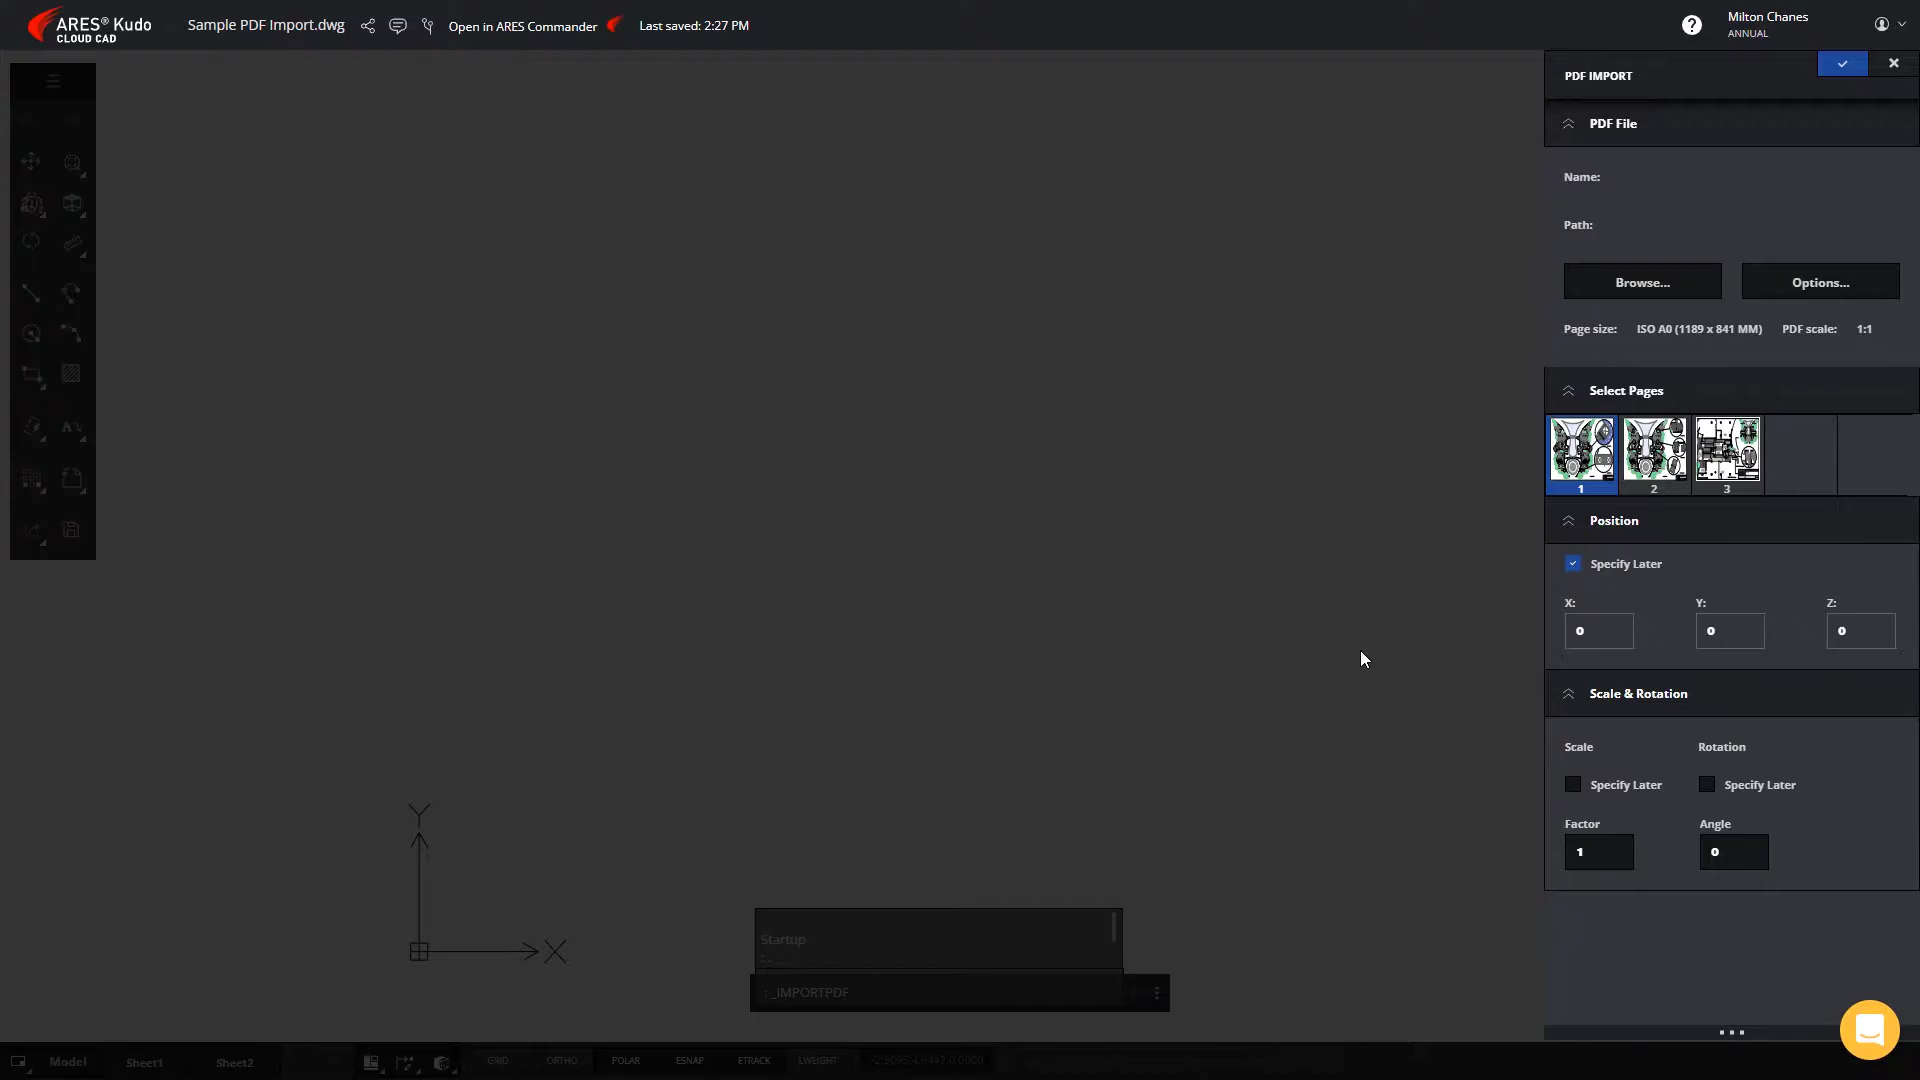 ARES® Kudo
CLOUD CAD
Sample PDF Import.dwg
Open in ARES Commander
Last saved: 2:27 PM
?
Milton Chanes
ANNUAL
PDF IMPORT
PDF File
Name:
Path:
Browse...
Options...
Page size: ISO A0 (1189 x 841 MM) PDF scale: 1:1
Select Pages
1 2 3
Position
Specify Later
X: Y: Z:
0 0 0
Scale & Rotation
Scale Rotation
Specify Later Specify Later
Factor Angle
1 0
Y
X
Startup
: _IMPORTPDF
Model Sheet1 Sheet2 GRID ORTHO POLAR ESNAP ETRACK LWEIGHT